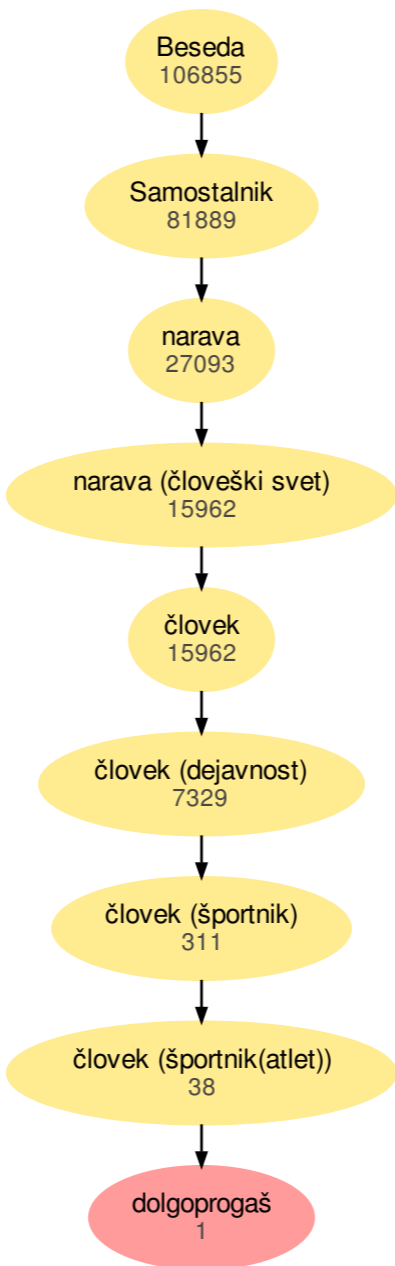 Beseda
106855
Samostalnik
81889
narava
27093
narava (človeški svet)
15962
človek
15962
človek (dejavnost)
7329
človek (športnik)
311
človek (športnik(atlet))
38
dolgoprogaš
1